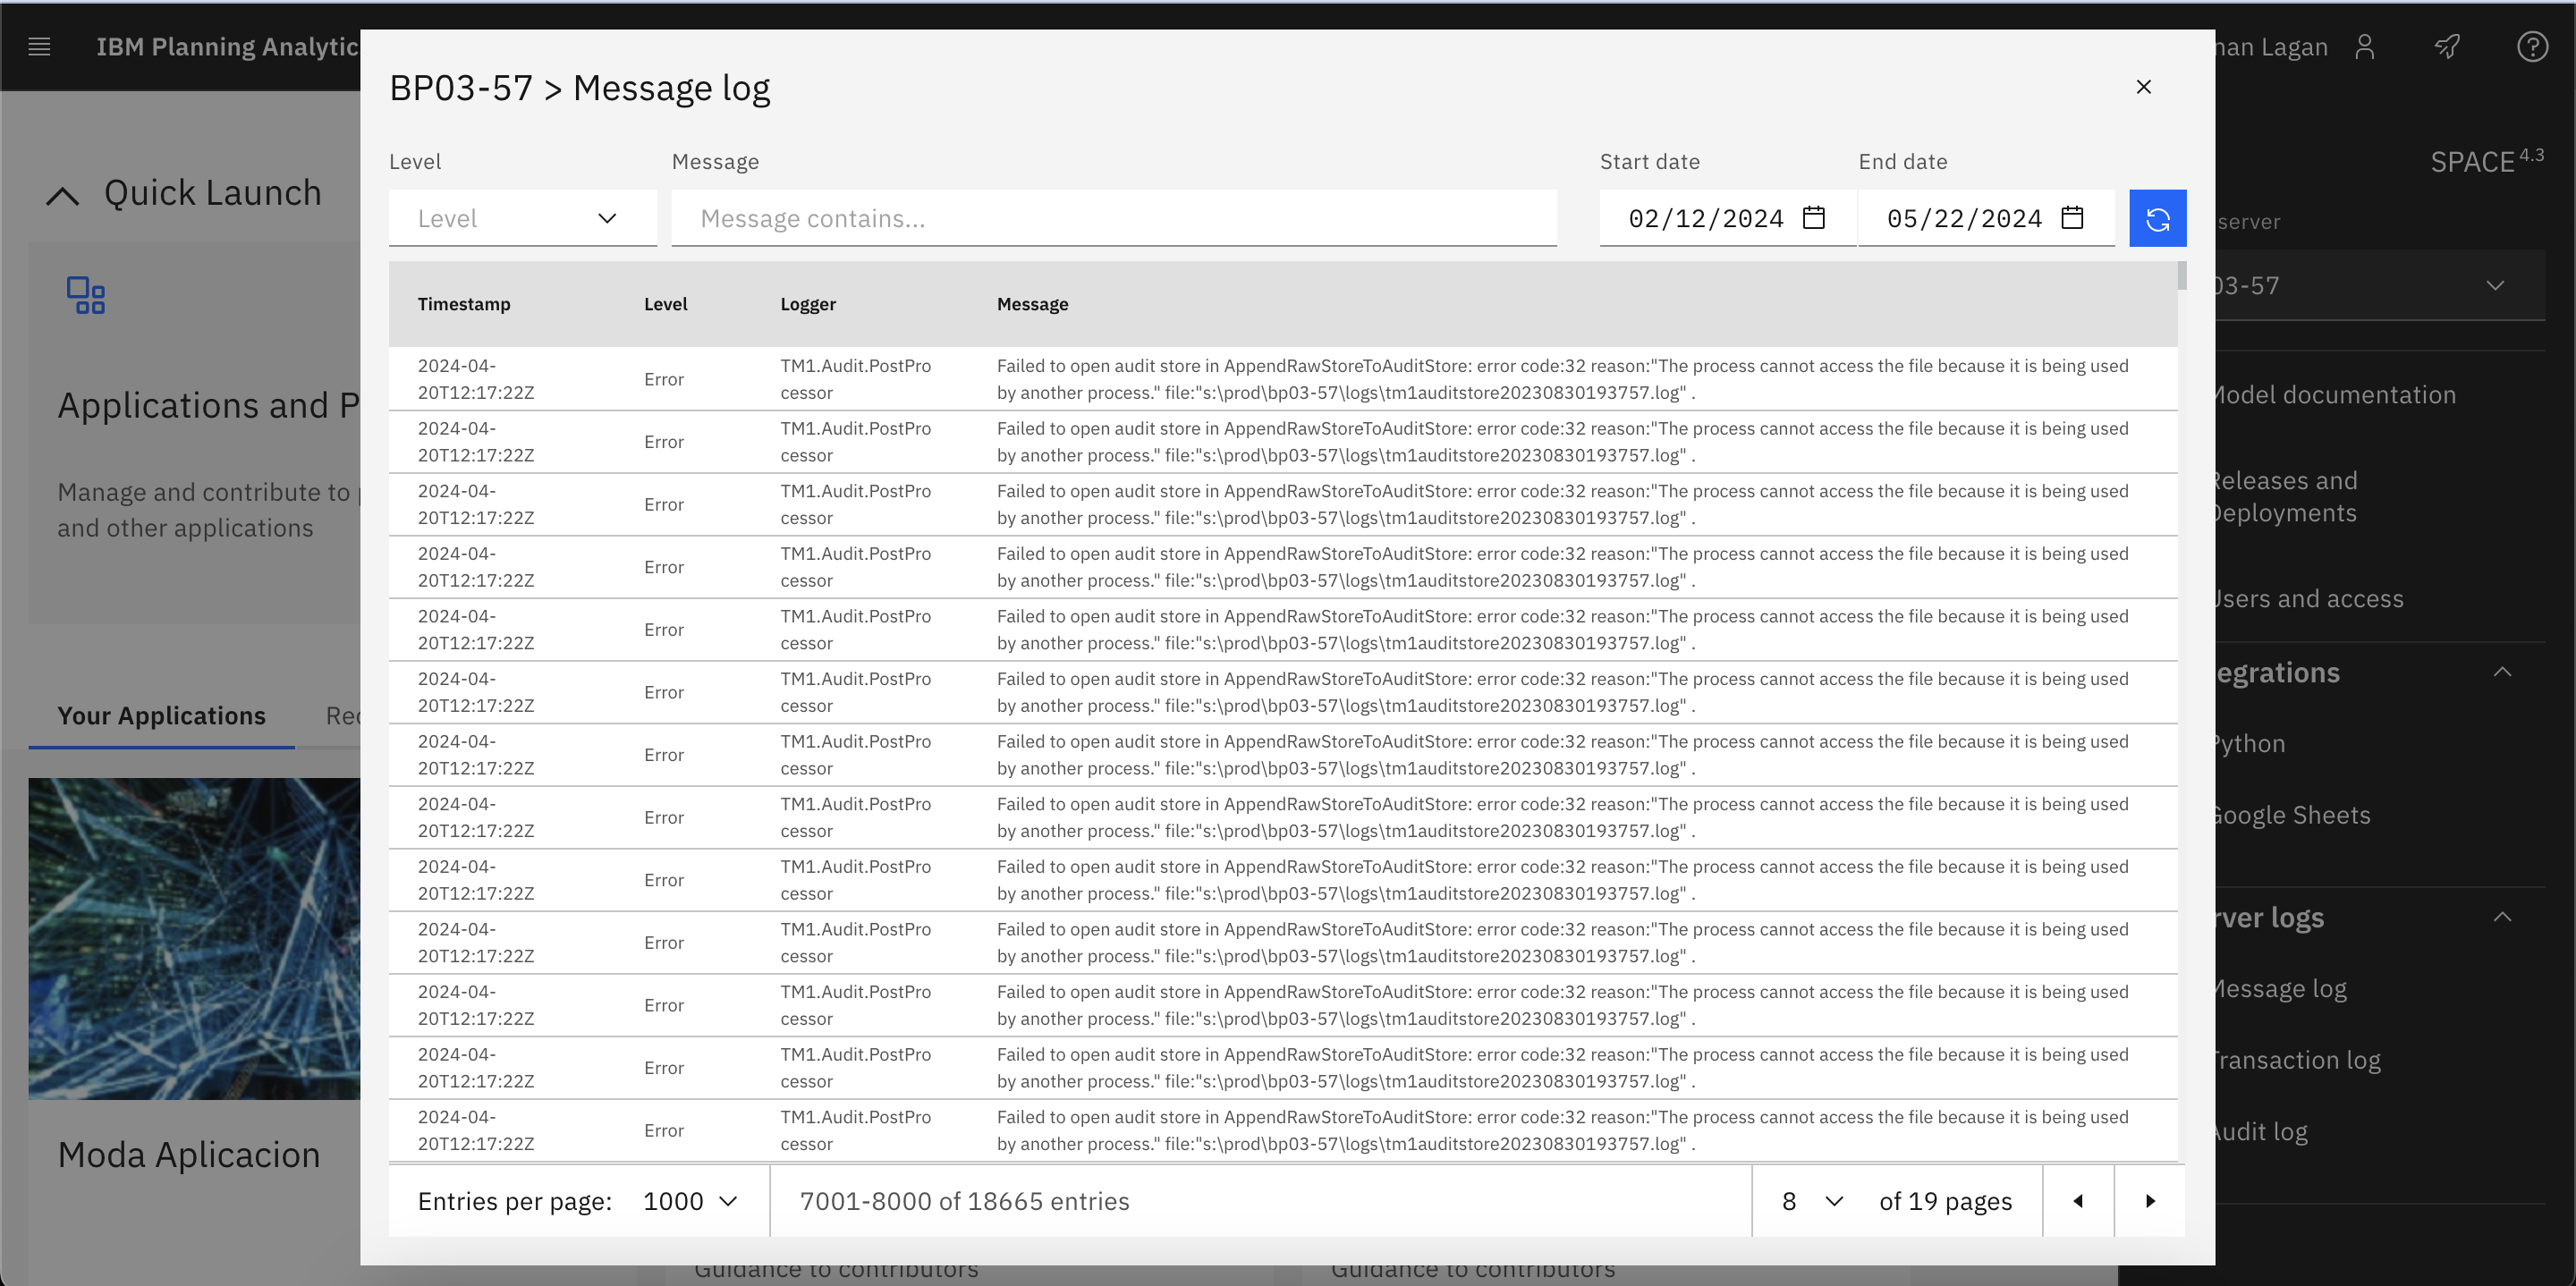 IBM Planning Analytic
nan Lagan
BP03-57 > Message log
Level
Message
Start date
End date
Level
Message contains...
02/12/2024
05/22/2024
Timestamp
Level
Logger
Message
2024-04-
20T12:17:22Z
Error
TM1.Audit.PostPro
cessor
Failed to open audit store in AppendRawStoreToAuditStore: error code:32 reason:"The process cannot access the file because it is being used
by another process." file:"s:\prod\bp03-57\logs\tm1auditstore20230830193757.log" .
2024-04-
20T12:17:22Z
Error
TM1.Audit.PostPro
cessor
Failed to open audit store in AppendRawStoreToAuditStore: error code:32 reason:"The process cannot access the file because it is being used
by another process." file:"s:\prod\bp03-57\logs\tm1auditstore20230830193757.log" .
2024-04-
20T12:17:22Z
Error
TM1.Audit.PostPro
cessor
Failed to open audit store in AppendRawStoreToAuditStore: error code:32 reason:"The process cannot access the file because it is being used
by another process." file:"s:\prod\bp03-57\logs\tm1auditstore20230830193757.log" .
2024-04-
20T12:17:22Z
Error
TM1.Audit.PostPro
cessor
Failed to open audit store in AppendRawStoreToAuditStore: error code:32 reason:"The process cannot access the file because it is being used
by another process." file:"s:\prod\bp03-57\logs\tm1auditstore20230830193757.log" .
2024-04-
20T12:17:22Z
Error
TM1.Audit.PostPro
cessor
Failed to open audit store in AppendRawStoreToAuditStore: error code:32 reason:"The process cannot access the file because it is being used
by another process." file:"s:\prod\bp03-57\logs\tm1auditstore20230830193757.log" .
2024-04-
20T12:17:22Z
Error
TM1.Audit.PostPro
cessor
Failed to open audit store in AppendRawStoreToAuditStore: error code:32 reason:"The process cannot access the file because it is being used
by another process." file:"s:\prod\bp03-57\logs\tm1auditstore20230830193757.log" .
2024-04-
20T12:17:22Z
Error
TM1.Audit.PostPro
cessor
Failed to open audit store in AppendRawStoreToAuditStore: error code:32 reason:"The process cannot access the file because it is being used
by another process." file:"s:\prod\bp03-57\logs\tm1auditstore20230830193757.log" .
2024-04-
20T12:17:22Z
Error
TM1.Audit.PostPro
cessor
Failed to open audit store in AppendRawStoreToAuditStore: error code:32 reason:"The process cannot access the file because it is being used
by another process." file:"s:\prod\bp03-57\logs\tm1auditstore20230830193757.log" .
2024-04-
20T12:17:22Z
Error
TM1.Audit.PostPro
cessor
Failed to open audit store in AppendRawStoreToAuditStore: error code:32 reason:"The process cannot access the file because it is being used
by another process." file:"s:\prod\bp03-57\logs\tm1auditstore20230830193757.log" .
2024-04-
20T12:17:22Z
Error
TM1.Audit.PostPro
cessor
Failed to open audit store in AppendRawStoreToAuditStore: error code:32 reason:"The process cannot access the file because it is being used
by another process." file:"s:\prod\bp03-57\logs\tm1auditstore20230830193757.log" .
2024-04-
20T12:17:22Z
Error
TM1.Audit.PostPro
cessor
Failed to open audit store in AppendRawStoreToAuditStore: error code:32 reason:"The process cannot access the file because it is being used
by another process." file:"s:\prod\bp03-57\logs\tm1auditstore20230830193757.log" .
2024-04-
20T12:17:22Z
Error
TM1.Audit.PostPro
cessor
Failed to open audit store in AppendRawStoreToAuditStore: error code:32 reason:"The process cannot access the file because it is being used
by another process." file:"s:\prod\bp03-57\logs\tm1auditstore20230830193757.log" .
2024-04-
20T12:17:22Z
Error
TM1.Audit.PostPro
cessor
Failed to open audit store in AppendRawStoreToAuditStore: error code:32 reason:"The process cannot access the file because it is being used
by another process." file:"s:\prod\bp03-57\logs\tm1auditstore20230830193757.log" .
Entries per page: 1000
7001-8000 of 18665 entries
8 of 19 pages
Quick Launch
Applications and P
Manage and contribute to
and other applications
Your Applications
Rec
Moda Aplicacion
Guidance to contributors
Guidance to contributors
SPACE 4.3
server
03-57
Model documentation
Releases and
Deployments
Users and access
egrations
Python
Google Sheets
rver logs
Message log
Transaction log
Audit log